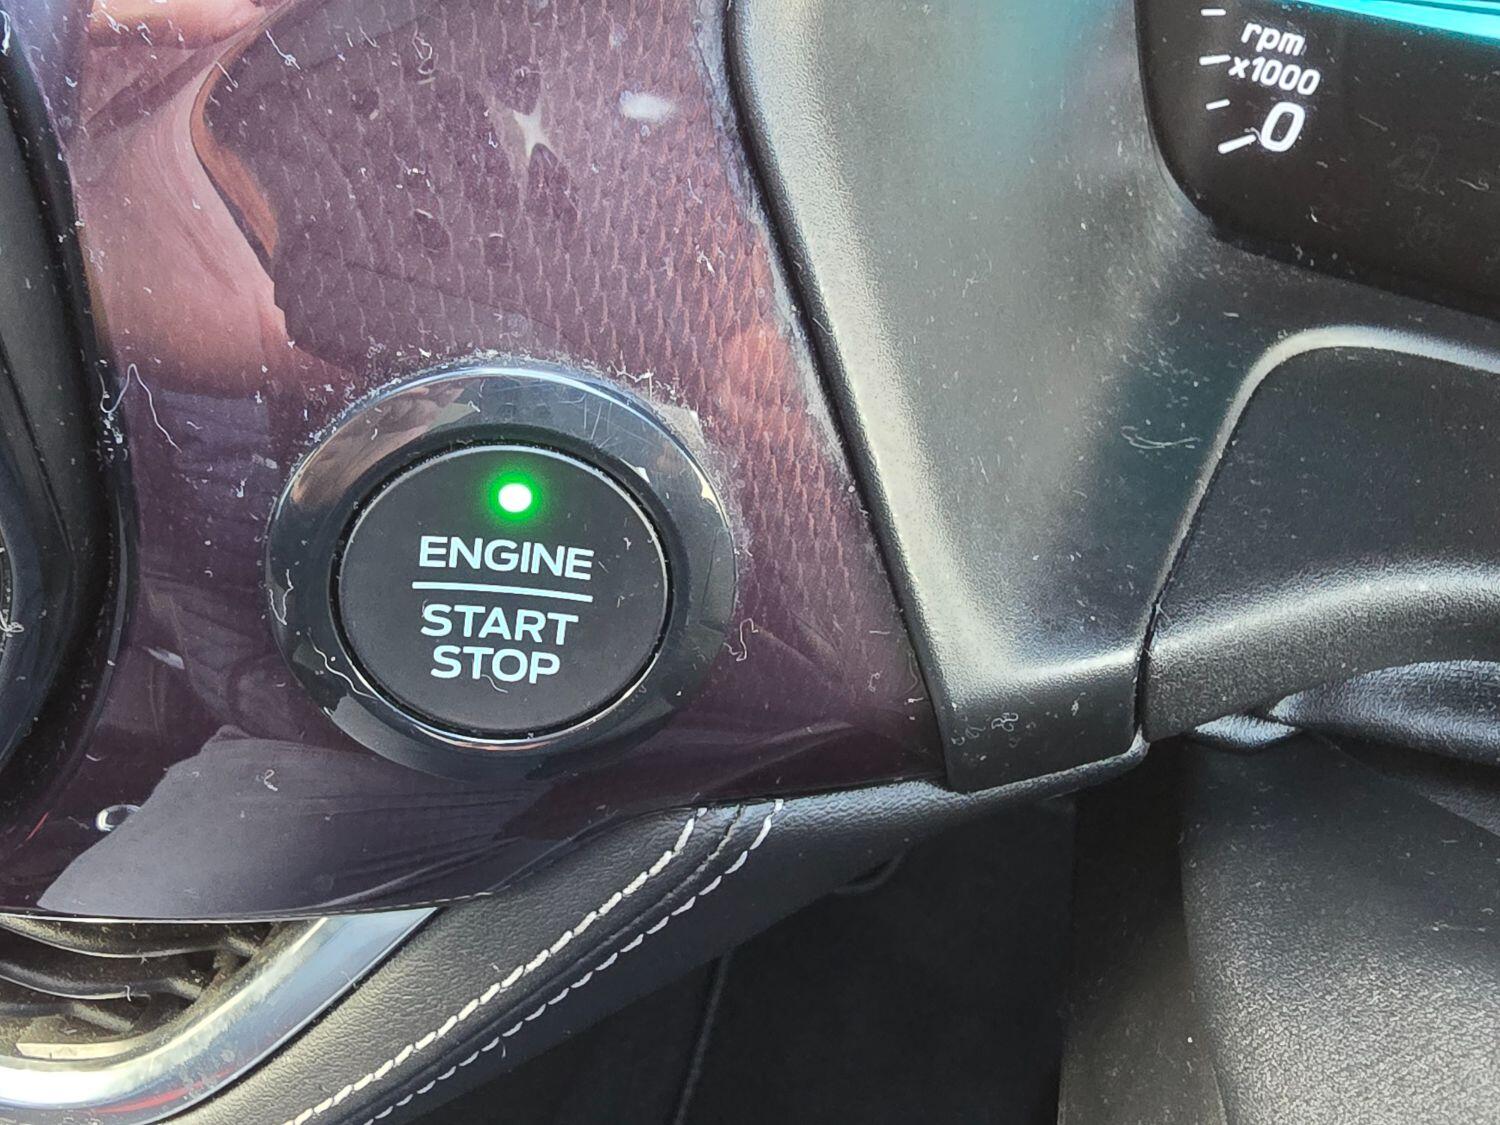 rpm
x1000
0
ENGINE
START
STOP